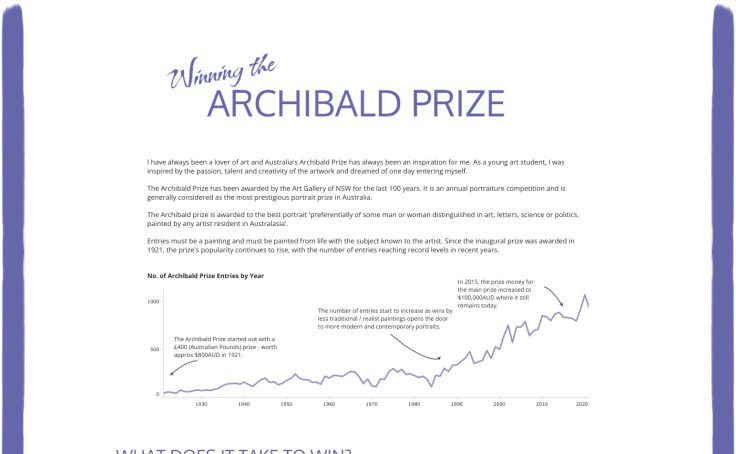 Winning the
ARCHIBALD PRIZE
I have always been a lover of art and Australia's Archibald Prize has always been an inspiration for me. As a young art student, I was
inspired by the passion, talent and creativity of the artwork and dreamed of one day entering myself.
The Archibald Prize has been awarded by the Art Gallery of NSW for the last 100 years. It is an annual portraiture competition and is
generally considered as the most prestigious portrait prize in Australia.
The Archibald prize is awarded to the best portrait 'preferentially of some man or woman distinguished in art, letters, science or politics,
painted by any artist resident in Australasia'.
Entries must be a painting and must be painted from life with the subject known to the artist. Since the inaugural prize was awarded in
1921, the prize's popularity continues to rise, with the number of entries reaching record levels in recent years.
No. of Archibald Prize Entries by Year
In 2015, the prize money for
the main prize increased to
$100,000AUD where it still
remains today.
The number of entries start to increase as wins by
less traditional / realist paintings opens the door
to more modern and contemporary portraits.
The Archibald Prize started out with a
£400 (Australian Pounds) prize - worth
approx $800AUD in 1921.
1000
500
0
1930 1940 1950 1960 1970 1980 1990 2000 2010 2020
WHAT DOES IT TAKE TO WIN?